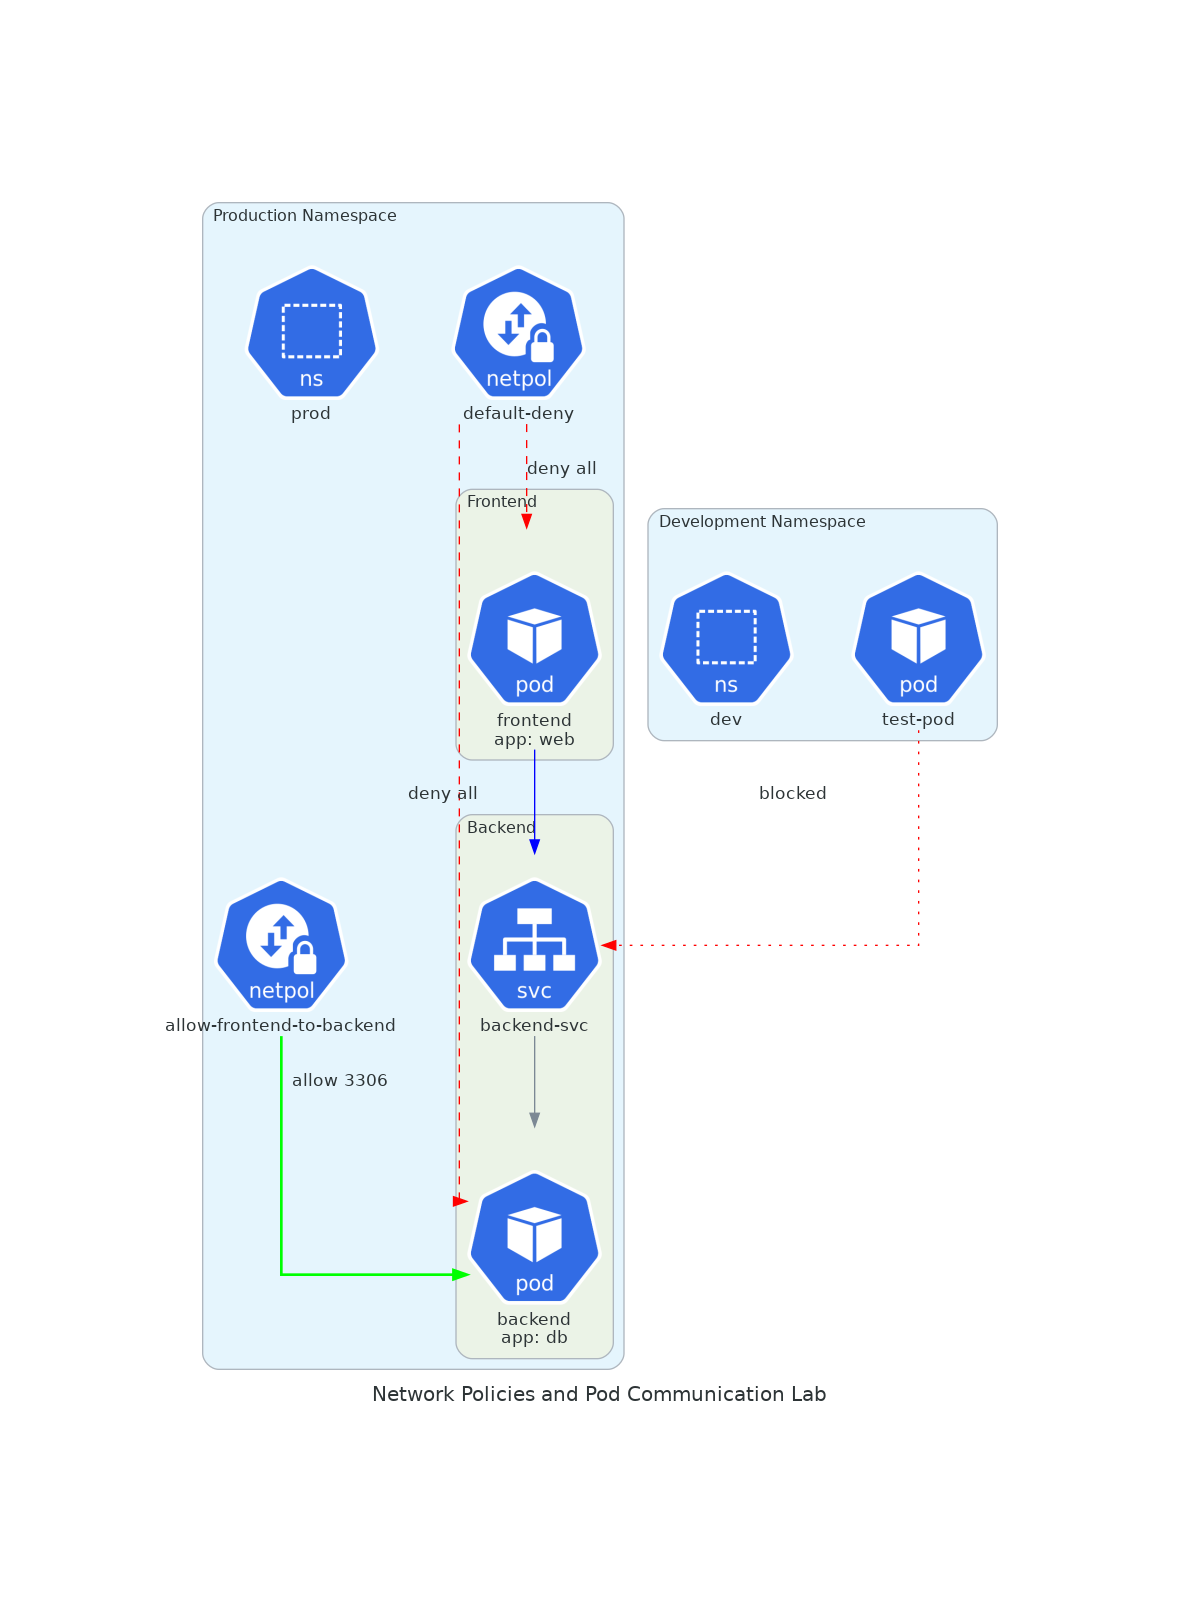 Production Namespace
ns
prod
netpol
default-deny
deny all
Frontend
pod
frontend
app: web
Development Namespace
ns
dev
pod
test-pod
deny all
blocked
Backend
netpol
allow-frontend-to-backend
svc
backend-svc
allow 3306
pod
backend
app: db
Network Policies and Pod Communication Lab